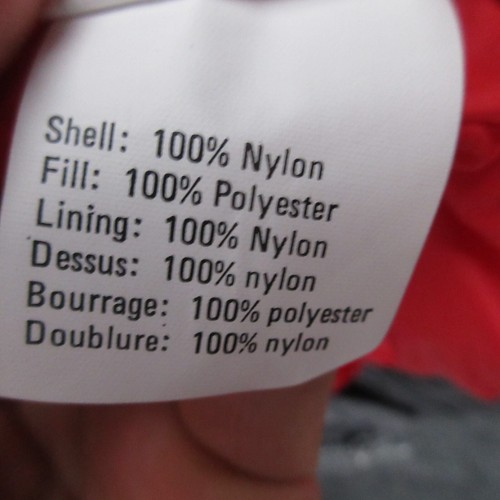 Shell: 100% Nylon
Fill: 100% Polyester
Lining: 100% Nylon
Dessus: 100% nylon
Bourrage: 100% polyester
Doublure: 100% nylon